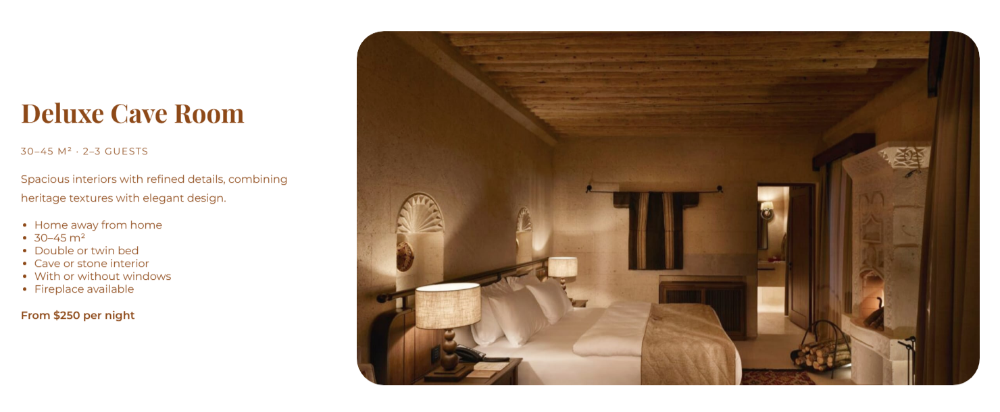 Deluxe Cave Room
30–45 M² · 2–3 GUESTS
Spacious interiors with refined details, combining
heritage textures with elegant design.
• Home away from home
• 30–45 m²
• Double or twin bed
• Cave or stone interior
• With or without windows
• Fireplace available
From $250 per night